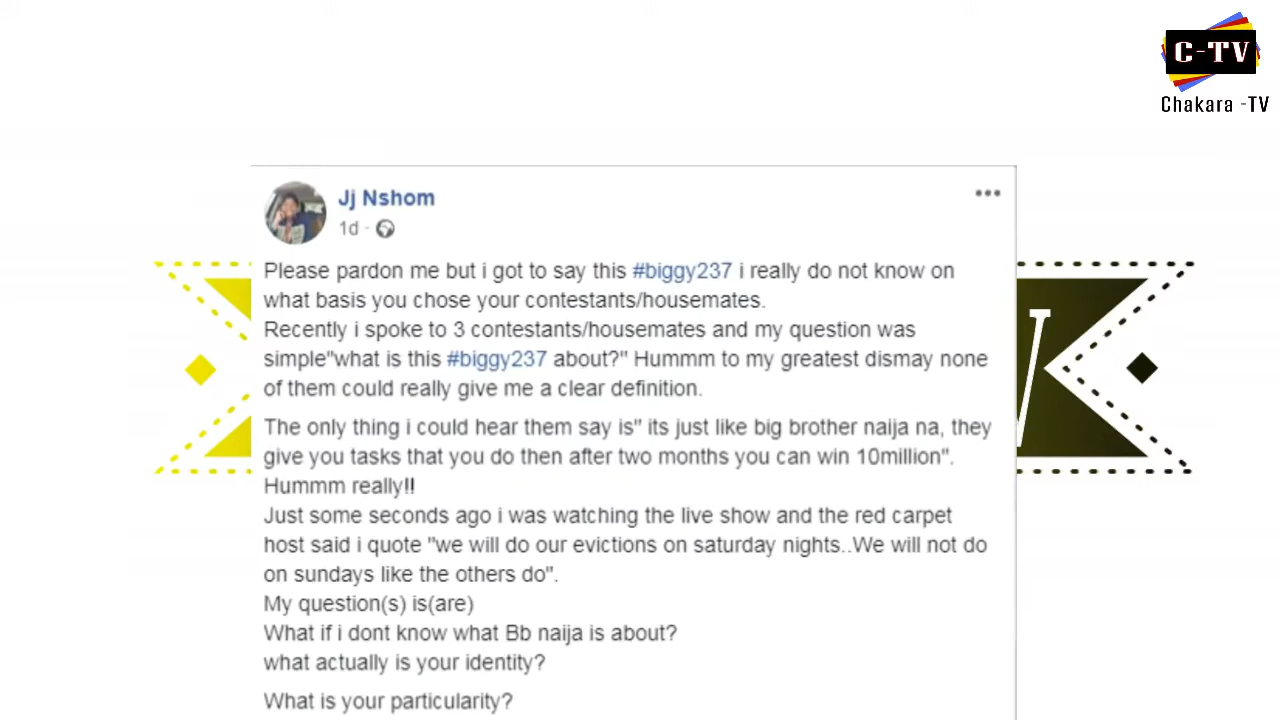 C-TV
Chakara -TV
Jj Nshom
1d
Please pardon me but i got to say this #biggy237 i really do not know on
what basis you chose your contestants/housemates.
Recently i spoke to 3 contestants/housemates and my question was
simple"what is this #biggy237 about?" Hummm to my greatest dismay none
of them could really give me a clear definition.
The only thing i could hear them say is" its just like big brother naija na, they
give you tasks that you do then after two months you can win 10million".
Hummm really!!
Just some seconds ago i was watching the live show and the red carpet
host said i quote "we will do our evictions on saturday nights..We will not do
on sundays like the others do".
My question(s) is(are)
What if i dont know what Bb naija is about?
what actually is your identity?
What is your particularity?